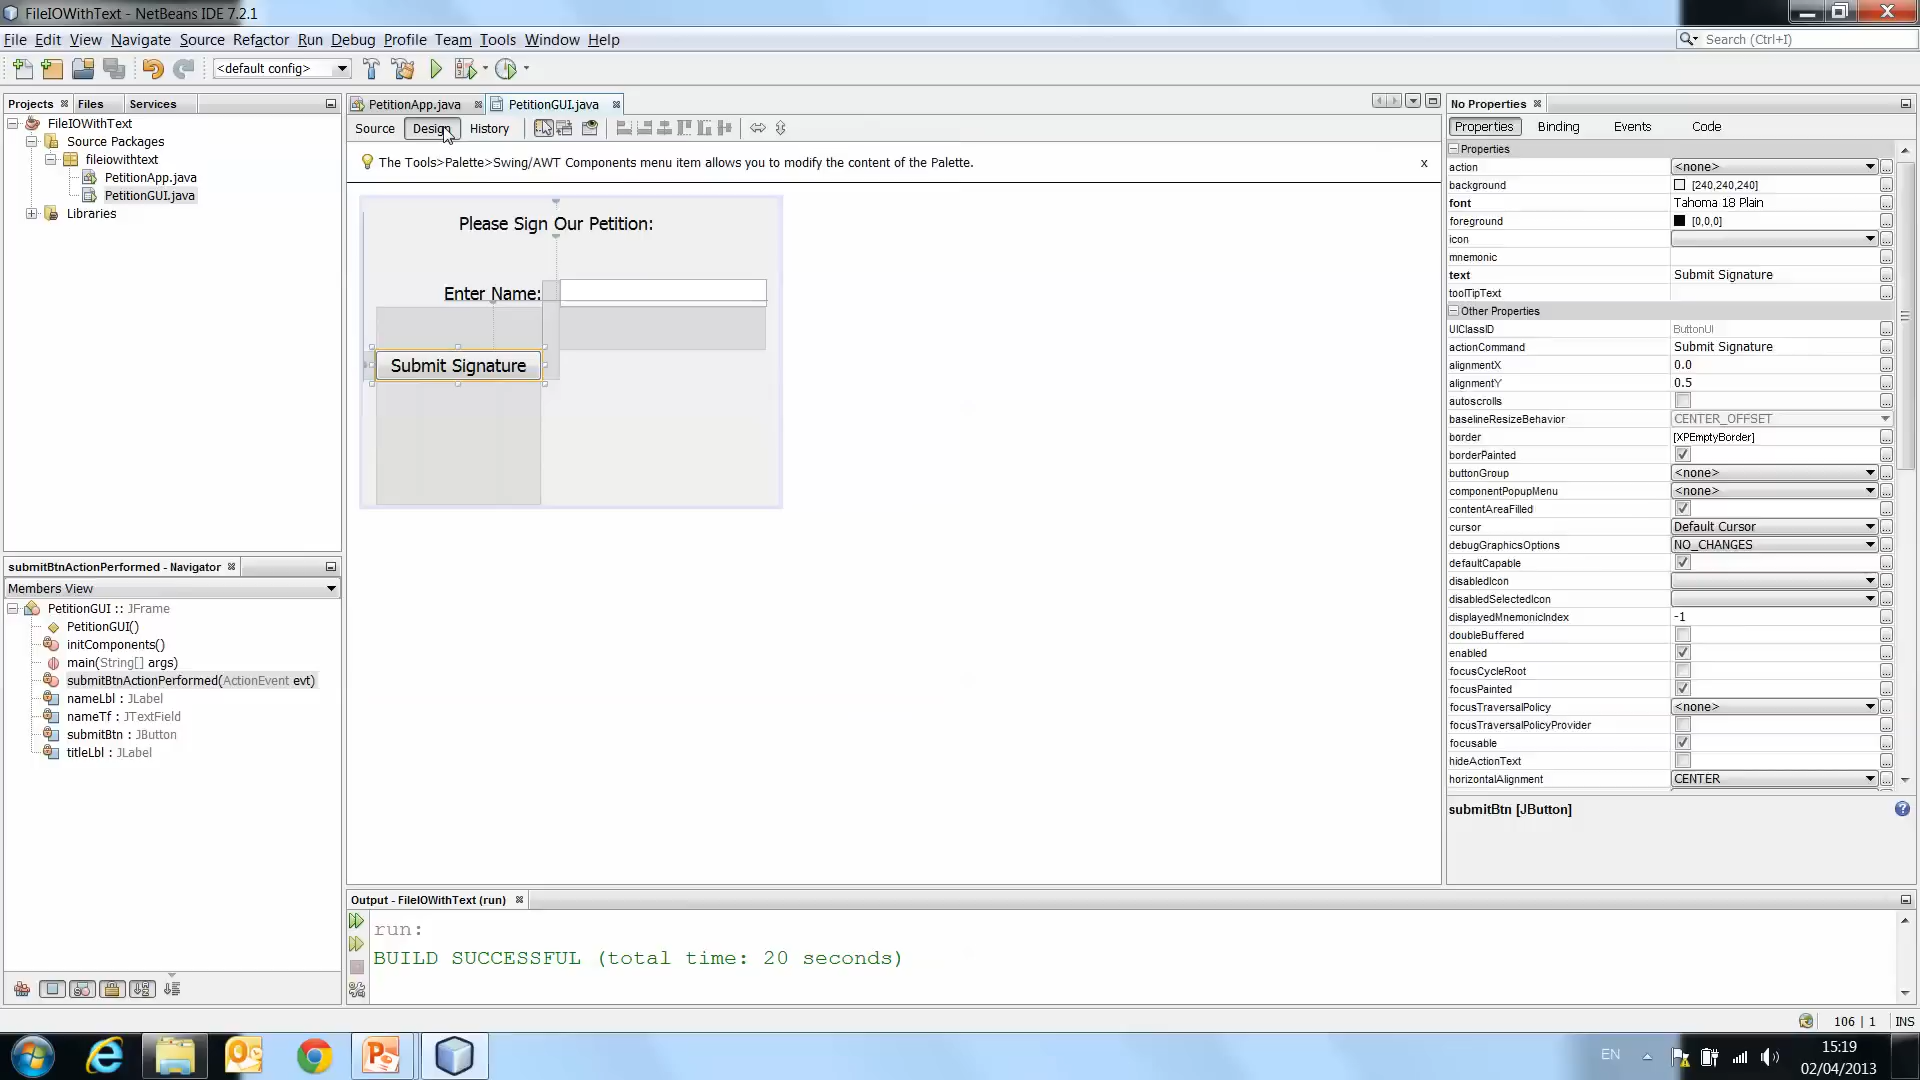 FileIOWithText - NetBeans IDE 7.2.1
File Edit View Navigate Source Refactor Run Debug Profile Team Tools Window Help
Search (Ctrl+I)
<default config>
Projects Files Services
FileIOWithText
Source Packages
fileiowithtext
PetitionApp.java
PetitionGUI.java
Libraries
submitBtnActionPerformed - Navigator
Members View
PetitionGUI :: JFrame
PetitionGUI()
initComponents()
main(String[] args)
submitBtnActionPerformed(ActionEvent evt)
nameLbl : JLabel
nameTf : JTextField
submitBtn : JButton
titleLbl : JLabel
PetitionApp.java PetitionGUI.java
Source Design History
The Tools>Palette>Swing/AWT Components menu item allows you to modify the content of the Palette. x
Please Sign Our Petition:
Enter Name:
Submit Signature
Output - FileIOWithText (run)
run:
BUILD SUCCESSFUL (total time: 20 seconds)
No Properties
Properties Binding Events Code
Properties
action <none>
background [240,240,240]
font Tahoma 18 Plain
foreground [0,0,0]
icon
mnemonic
text Submit Signature
toolTipText
Other Properties
UIClassID ButtonUI
actionCommand Submit Signature
alignmentX 0.0
alignmentY 0.5
autoscrolls
baselineResizeBehavior CENTER_OFFSET
border [XPEmptyBorder]
borderPainted
buttonGroup <none>
componentPopupMenu <none>
contentAreaFilled
cursor Default Cursor
debugGraphicsOptions NO_CHANGES
defaultCapable
disabledIcon
disabledSelectedIcon
displayedMnemonicIndex -1
doubleBuffered
enabled
focusCycleRoot
focusPainted
focusTraversalPolicy <none>
focusTraversalPolicyProvider
focusable
hideActionText
horizontalAlignment CENTER
submitBtn [JButton]
106 | 1 INS
EN
15:19
02/04/2013